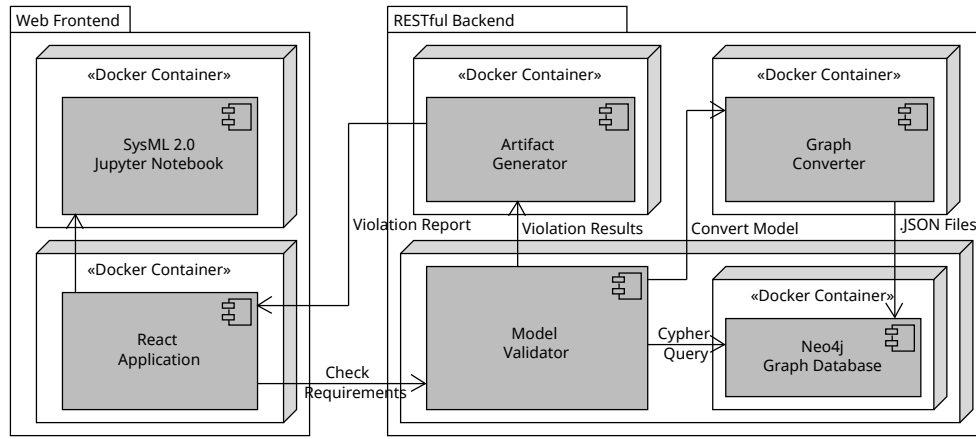 Web Frontend
RESTful Backend
«Docker Container»
SysML 2.0
Jupyter Notebook
«Docker Container»
Artifact
Generator
«Docker Container»
Graph
Converter
Violation Report
Violation Results
Convert Model
.JSON Files
«Docker Container»
React
Application
Check
Requirements
Model
Validator
Cypher
Query
«Docker Container»
Neo4j
Graph Database